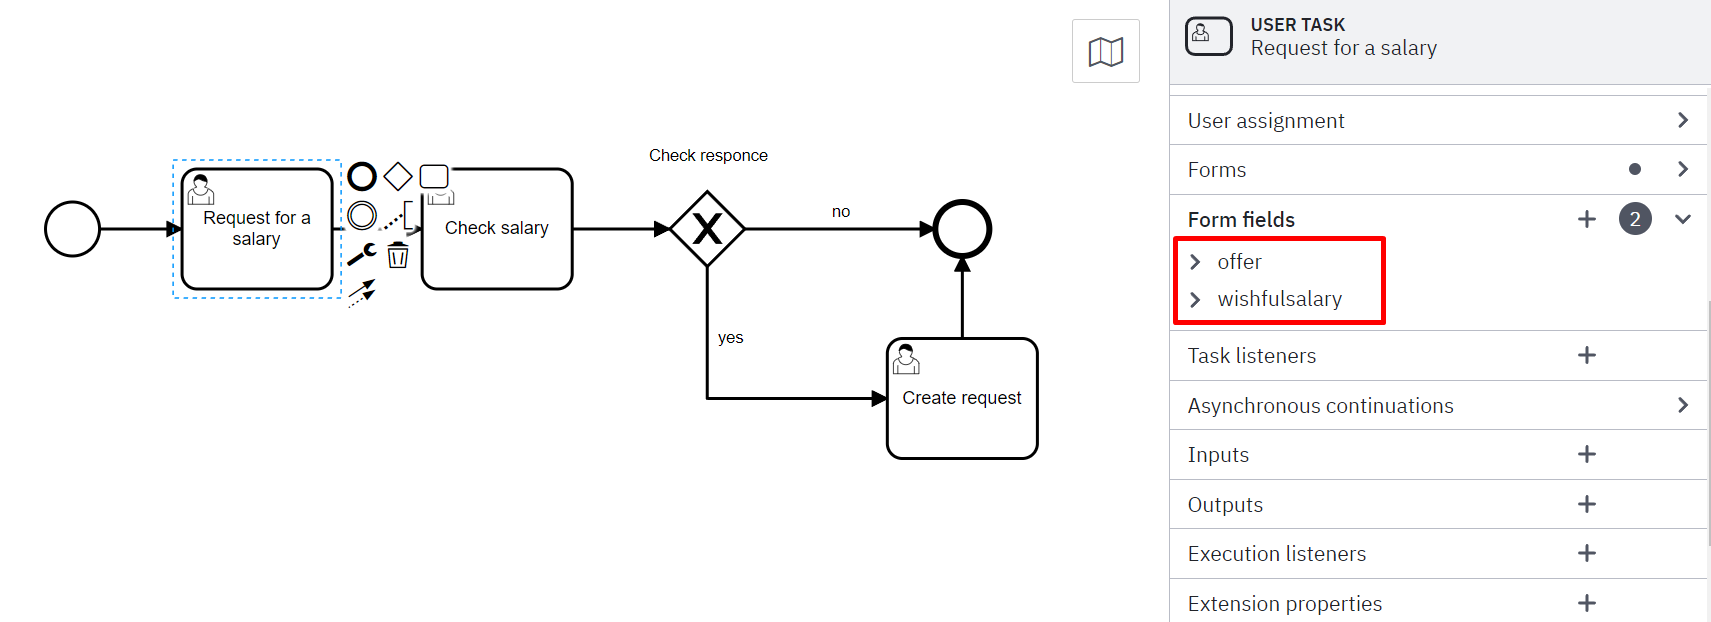 Request for a
salary
Check salary
Check responce
no
yes
Create request
USER TASK
Request for a salary
User assignment
Forms
Form fields
2
offer
wishfulsalary
Task listeners
Asynchronous continuations
Inputs
Outputs
Execution listeners
Extension properties